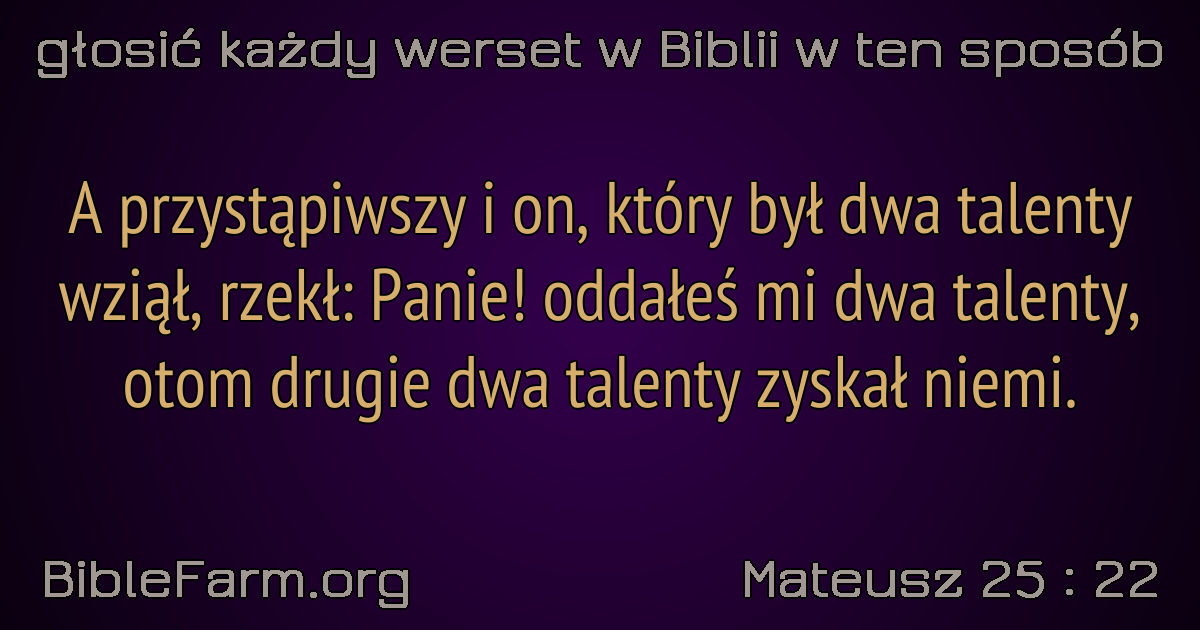 głosić każdy werset w Biblii w ten sposób
A przystąpiwszy i on, który był dwa talenty
wziął, rzekł: Panie! oddałeś mi dwa talenty,
otom drugie dwa talenty zyskał niemi.
BibleFarm.org
Mateusz 25 : 22